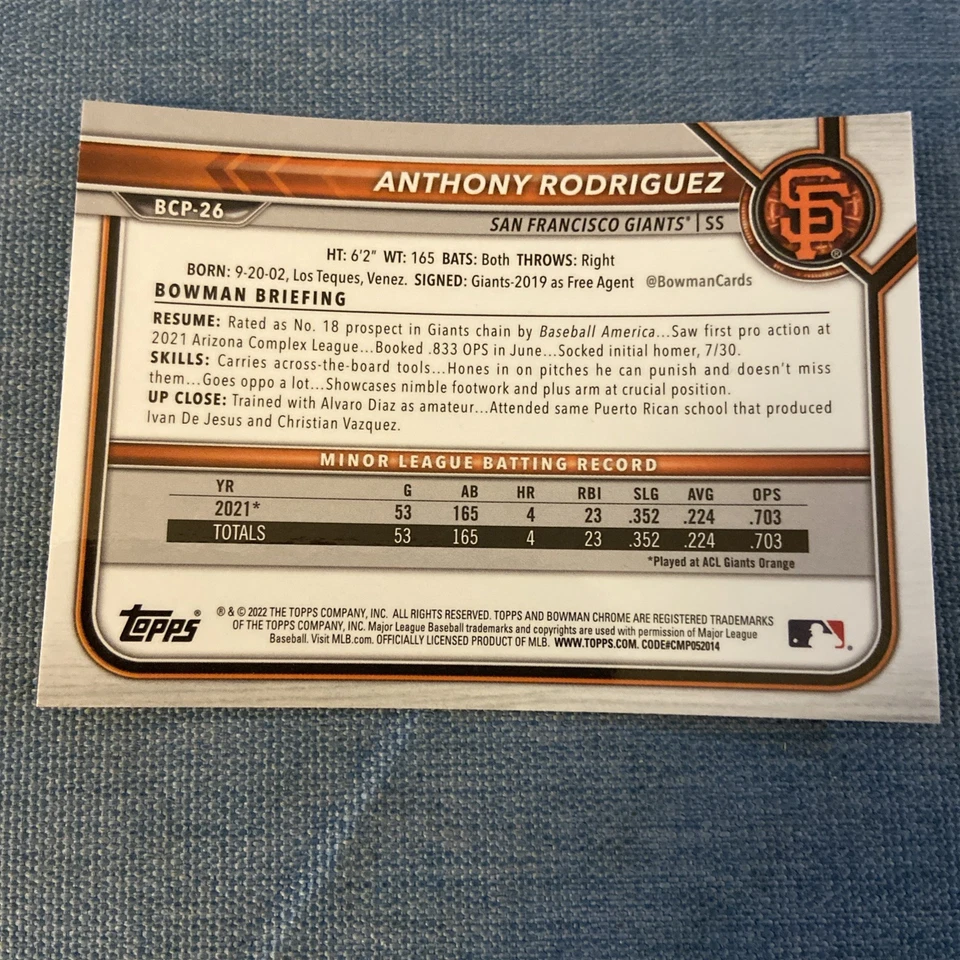 ANTHONY RODRIGUEZ
BCP-26
SAN FRANCISCO GIANTS® | SS
SF
®
HT: 6'2" WT: 165 BATS: Both THROWS: Right
BORN: 9-20-02, Los Teques, Venez. SIGNED: Giants-2019 as Free Agent @BowmanCards
BOWMAN BRIEFING
RESUME: Rated as No. 18 prospect in Giants chain by Baseball America...Saw first pro action at
2021 Arizona Complex League...Booked .833 OPS in June...Socked initial homer, 7/30.
SKILLS: Carries across-the-board tools...Hones in on pitches he can punish and doesn't miss
them...Goes oppo a lot...Showcases nimble footwork and plus arm at crucial position.
UP CLOSE: Trained with Alvaro Diaz as amateur...Attended same Puerto Rican school that produced
Ivan De Jesus and Christian Vazquez.
MINOR LEAGUE BATTING RECORD
YR G AB HR RBI SLG AVG OPS
2021* 53 165 4 23 .352 .224 .703
TOTALS 53 165 4 23 .352 .224 .703
*Played at ACL Giants Orange
Topps®
® & © 2022 THE TOPPS COMPANY, INC. ALL RIGHTS RESERVED. TOPPS AND BOWMAN CHROME ARE REGISTERED TRADEMARKS
OF THE TOPPS COMPANY, INC. Major League Baseball trademarks and copyrights are used with permission of Major League
Baseball. Visit MLB.com. OFFICIALLY LICENSED PRODUCT OF MLB. WWW.TOPPS.COM. CODE#CMP052014
®